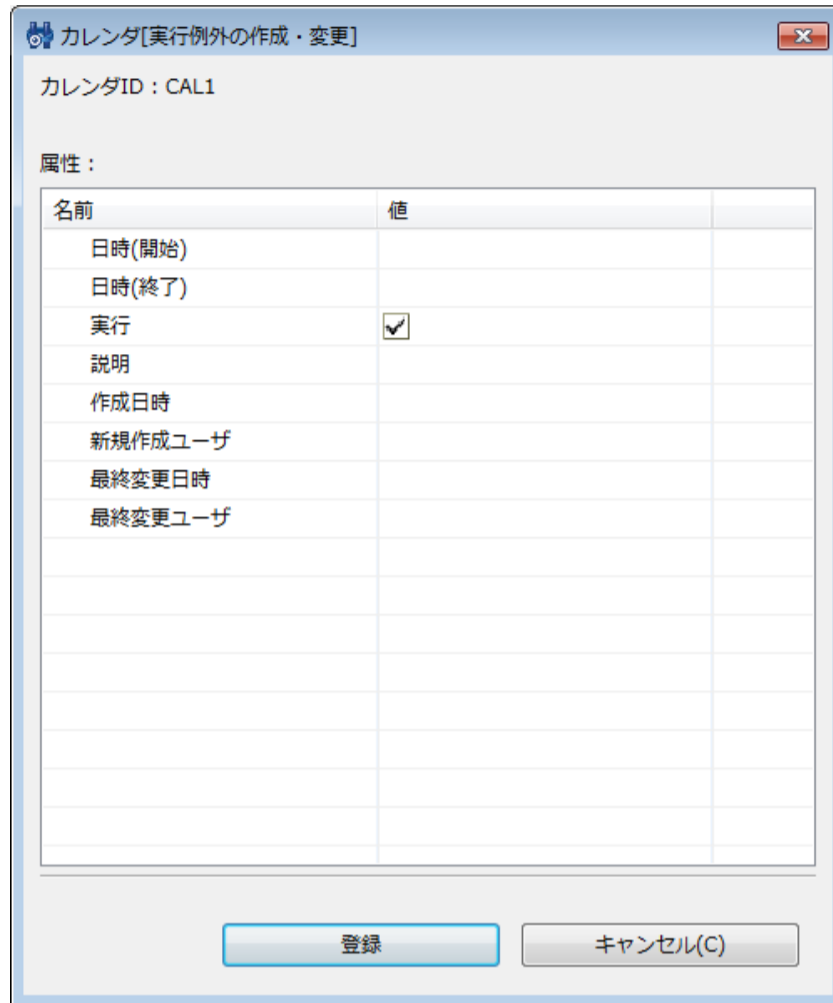 カレンダ[実行例外の作成・変更]
カレンダID：CAL1
属性：
名前 値
日時(開始)
日時(終了)
実行
説明
作成日時
新規作成ユーザ
最終変更日時
最終変更ユーザ
登録 キャンセル(C)